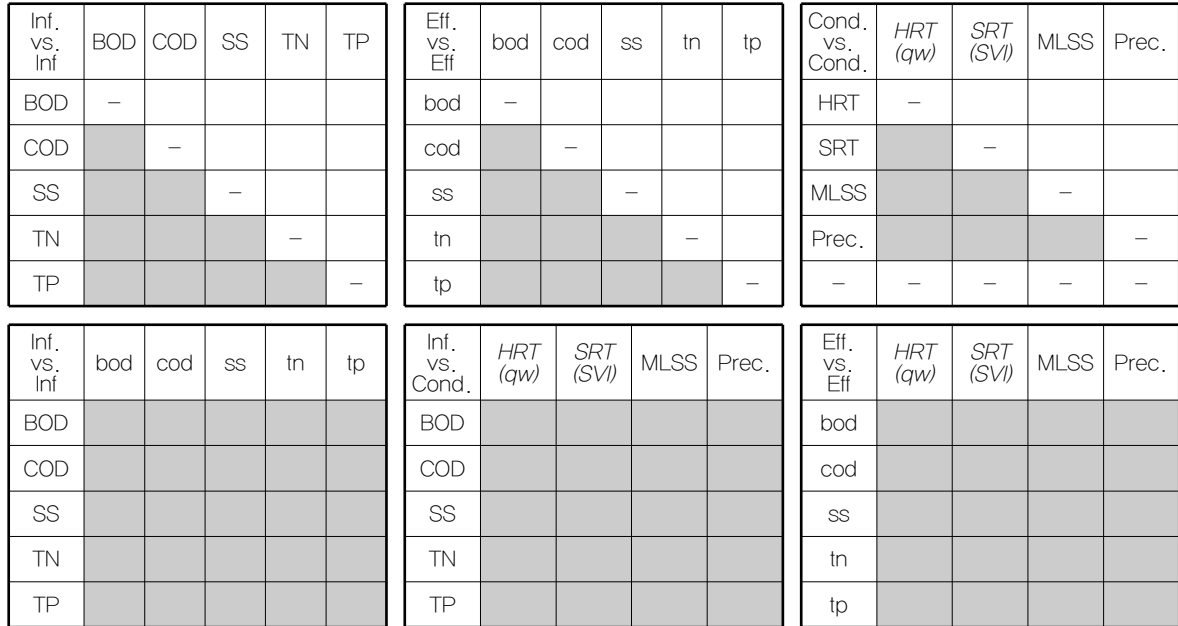 Inf. vs. Inf BOD COD SS TN TP
BOD –
COD –
SS –
TN –
TP –
Eff. vs. Eff bod cod ss tn tp
bod –
cod –
ss –
tn –
tp –
Cond. vs. Cond. HRT (qw) SRT (SVI) MLSS Prec.
HRT –
SRT –
MLSS –
Prec. –
– – – – –
Inf. vs. Inf bod cod ss tn tp
BOD
COD
SS
TN
TP
Inf. vs. Cond. HRT (qw) SRT (SVI) MLSS Prec.
BOD
COD
SS
TN
TP
Eff. vs. Eff HRT (qw) SRT (SVI) MLSS Prec.
bod
cod
ss
tn
tp